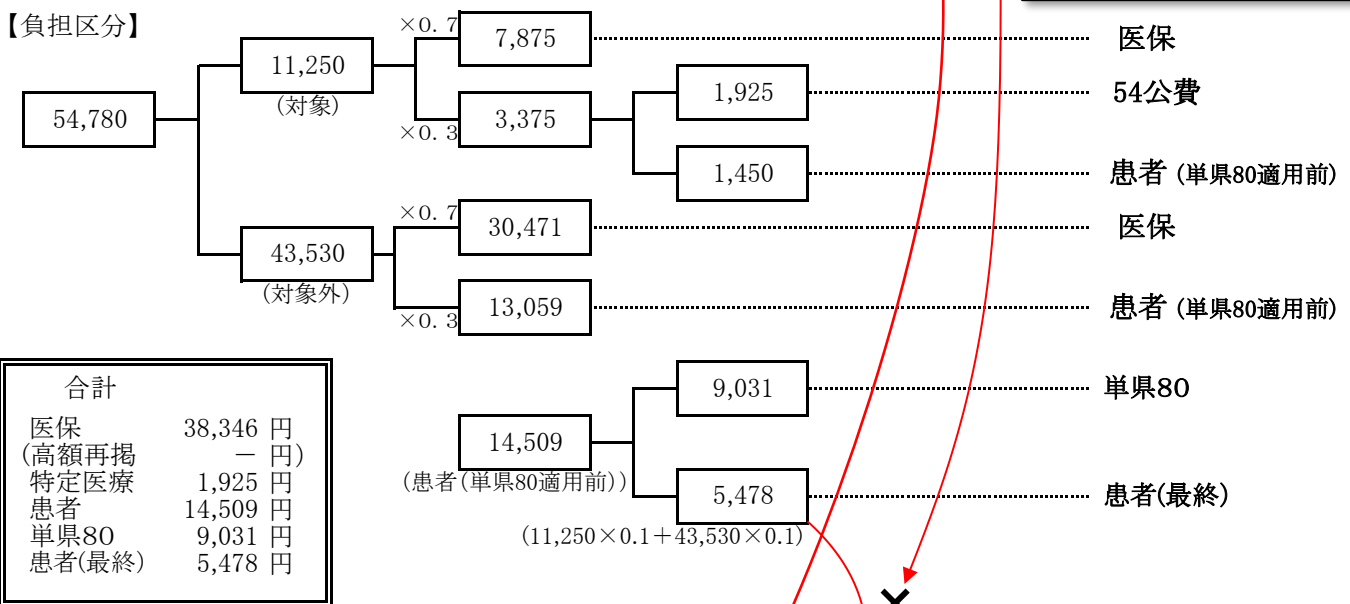 【負担区分】
×0.7
7,875
医保
11,250
(対象)
54,780
×0.3
3,375
1,925
54公費
1,450
患者 (単県80適用前)
×0.7
30,471
医保
43,530
(対象外)
×0.3
13,059
患者 (単県80適用前)
9,031
単県80
14,509
(患者(単県80適用前))
5,478
患者(最終)
(11,250×0.1+43,530×0.1)
合計
医保 38,346 円
(高額再掲 － 円)
特定医療 1,925 円
患者 14,509 円
単県80 9,031 円
患者(最終) 5,478 円
×